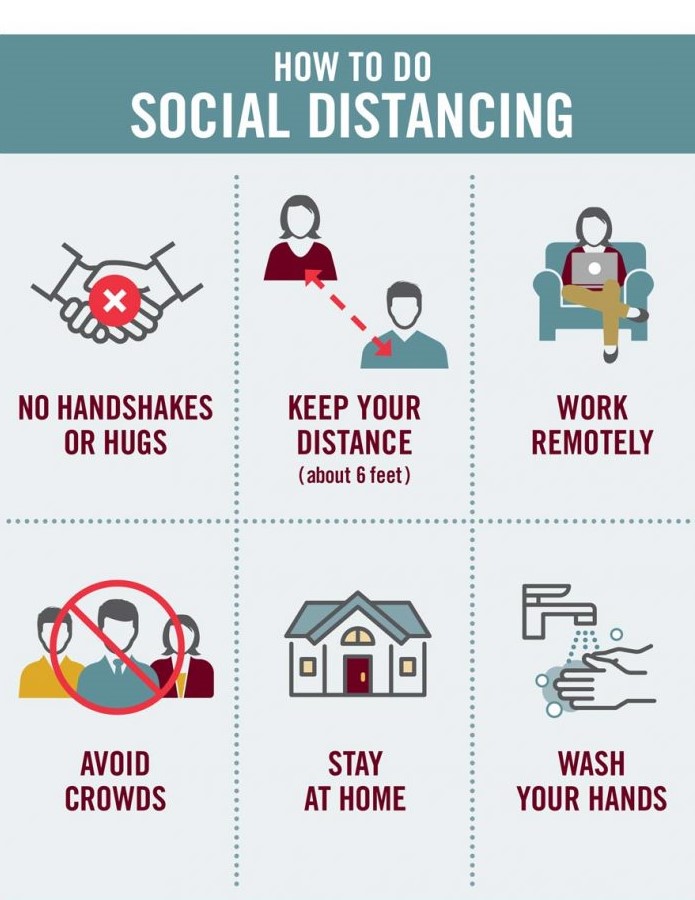 HOW TO DO
SOCIAL DISTANCING
NO HANDSHAKES
OR HUGS
KEEP YOUR
DISTANCE
(about 6 feet)
WORK
REMOTELY
AVOID
CROWDS
STAY
AT HOME
WASH
YOUR HANDS